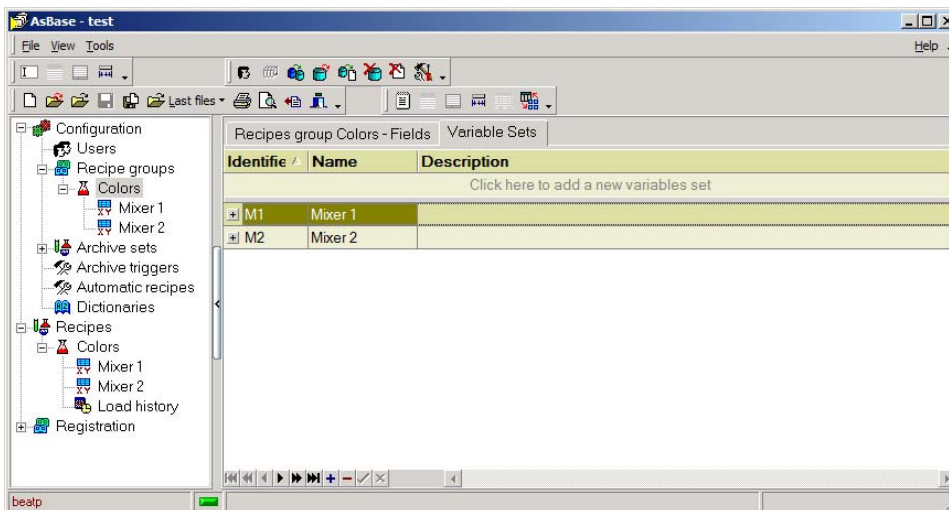 AsBase - test
File View Tools Help
Last files
Configuration
Users
Recipe groups
Colors
Mixer 1
Mixer 2
Archive sets
Archive triggers
Automatic recipes
Dictionaries
Recipes
Colors
Mixer 1
Mixer 2
Load history
Registration
Recipes group Colors - Fields Variable Sets
Identifie Name Description
Click here to add a new variables set
M1 Mixer 1
M2 Mixer 2
beatp